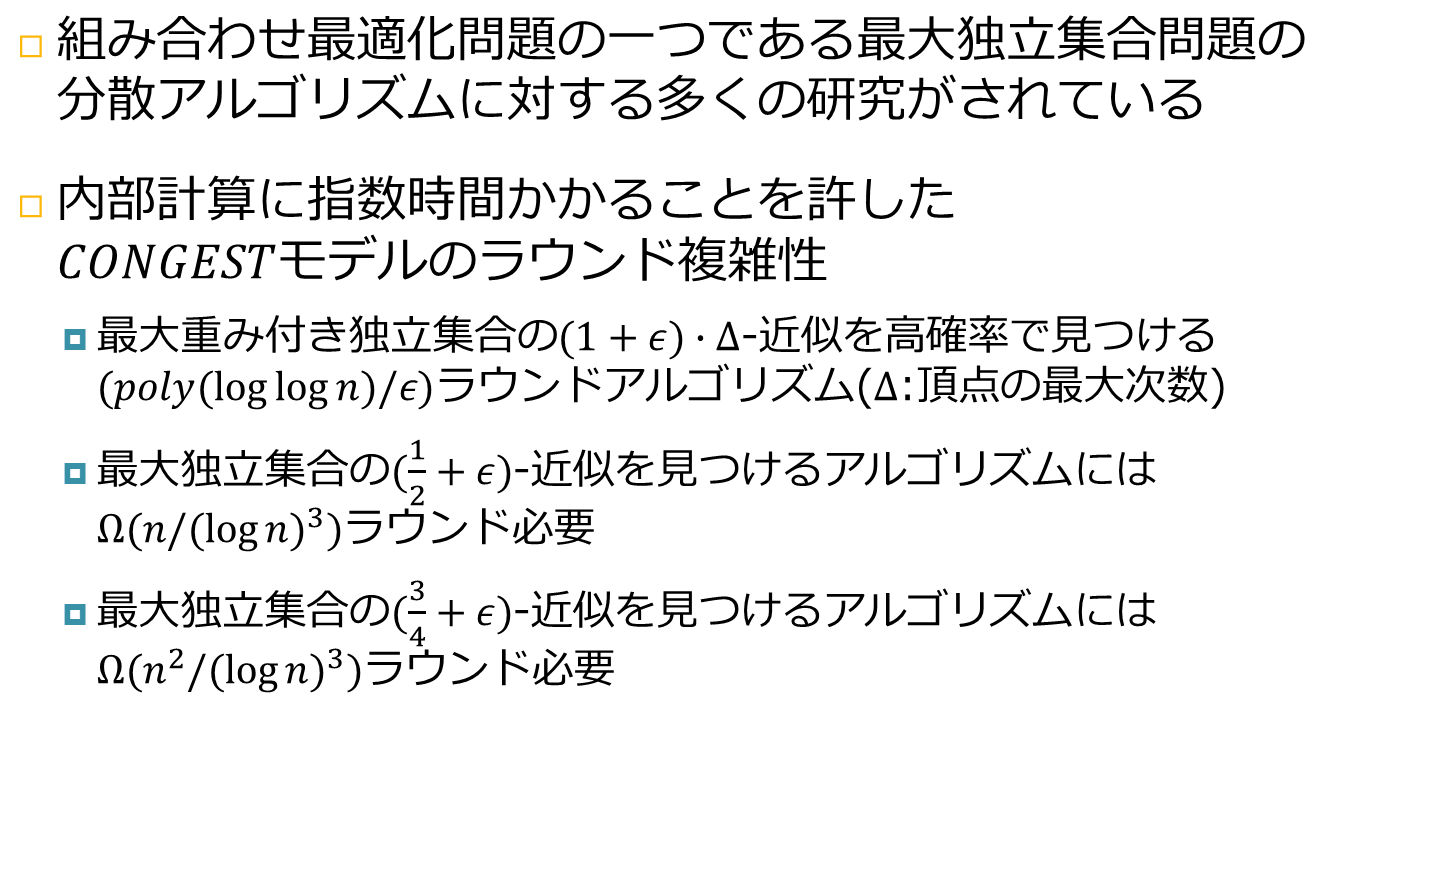 組み合わせ最適化問題の一つである最大独立集合問題の
分散アルゴリズムに対する多くの研究がされている
内部計算に指数時間かかることを許した
CONGESTモデルのラウンド複雑性
最大重み付き独立集合の(1 + ϵ) · Δ-近似を高確率で見つける
(poly(log log n)/ϵ)ラウンドアルゴリズム(Δ:頂点の最大次数)
最大独立集合の(1/2 + ϵ)-近似を見つけるアルゴリズムには
Ω(n/(log n)³)ラウンド必要
最大独立集合の(3/4 + ϵ)-近似を見つけるアルゴリズムには
Ω(n²/(log n)³)ラウンド必要